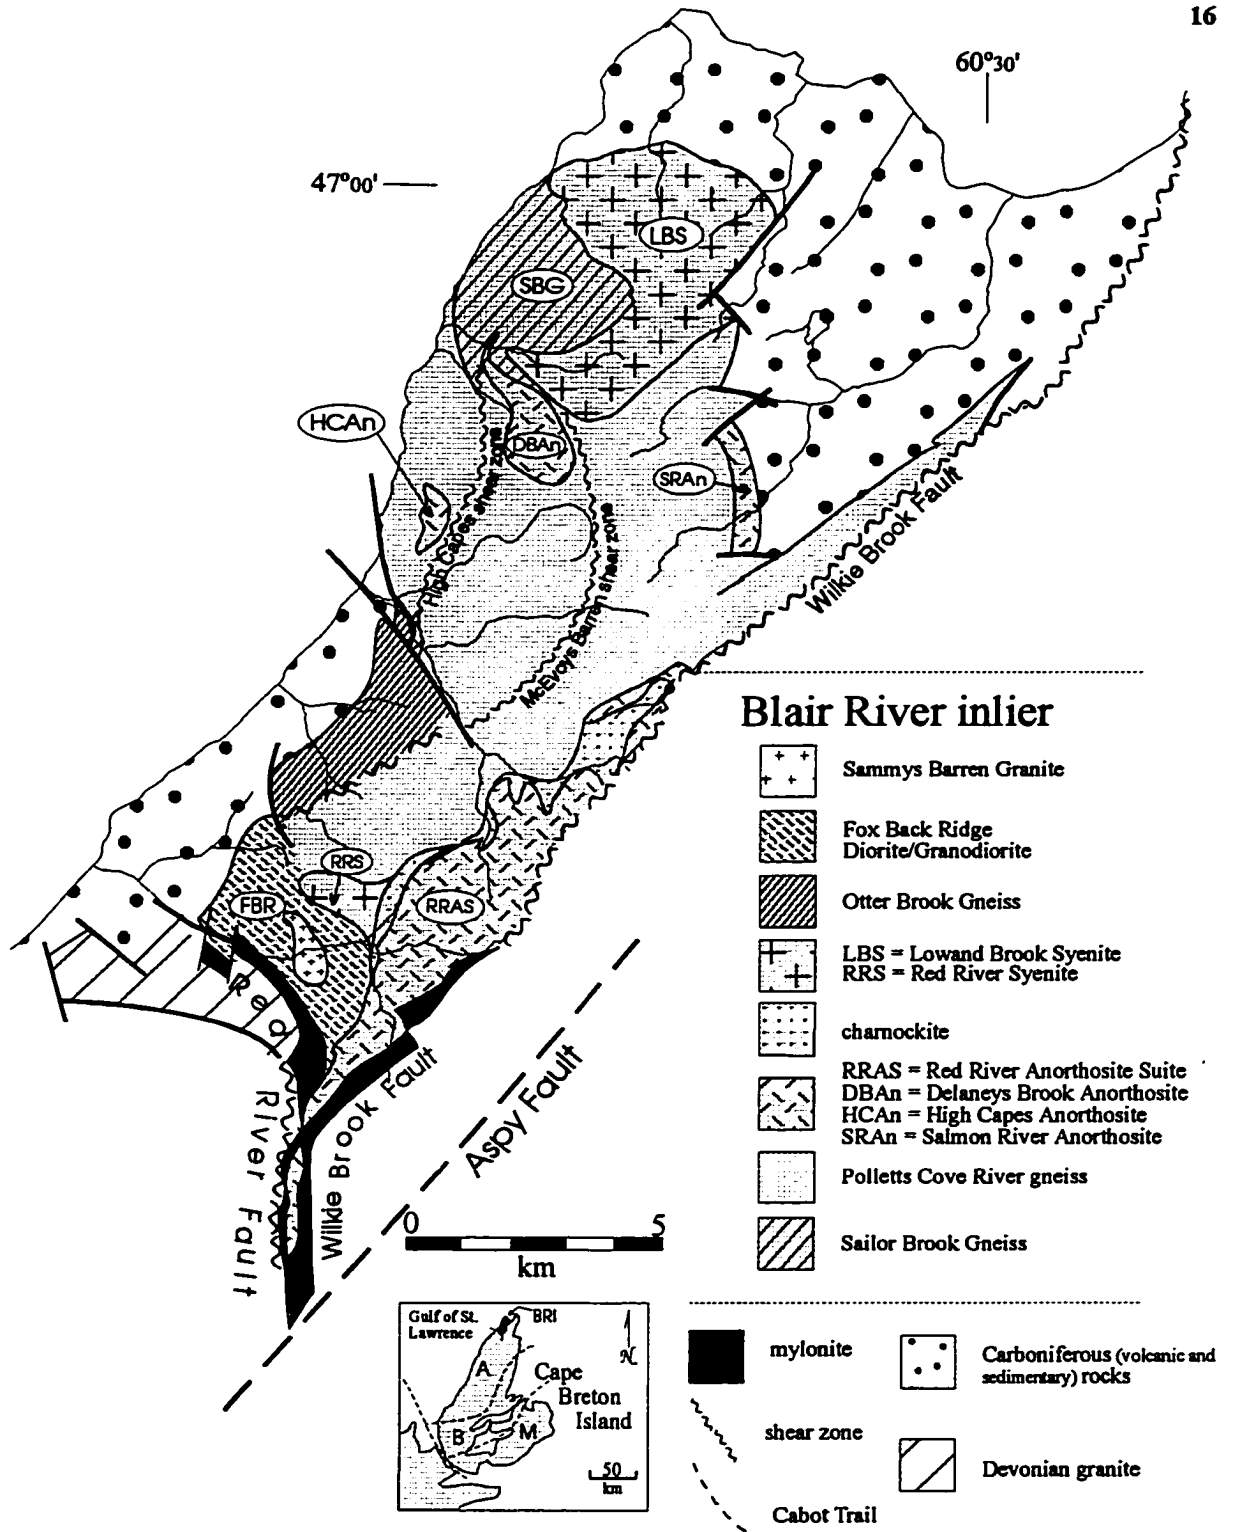 16
60°30'
47°00'
LBS
SBG
HCAn
DBAn
SRAn
High Capes shear zone
McEvoys Barren shear zone
Wilkie Brook Fault
RRS
FBR
RRAS
Red River Fault
Wilkie Brook Fault
Aspy Fault
Blair River inlier
Sammys Barren Granite
Fox Back Ridge
Diorite/Granodiorite
Otter Brook Gneiss
LBS = Lowand Brook Syenite
RRS = Red River Syenite
charnockite
RRAS = Red River Anorthosite Suite
DBAn = Delaneys Brook Anorthosite
HCAn = High Capes Anorthosite
SRAn = Salmon River Anorthosite
Polletts Cove River gneiss
Sailor Brook Gneiss
0 5
km
Gulf of St.
Lawrence
BRI
N
A
Cape
Breton
Island
B
M
50
km
mylonite
Carboniferous (volcanic and
sedimentary) rocks
shear zone
Devonian granite
Cabot Trail